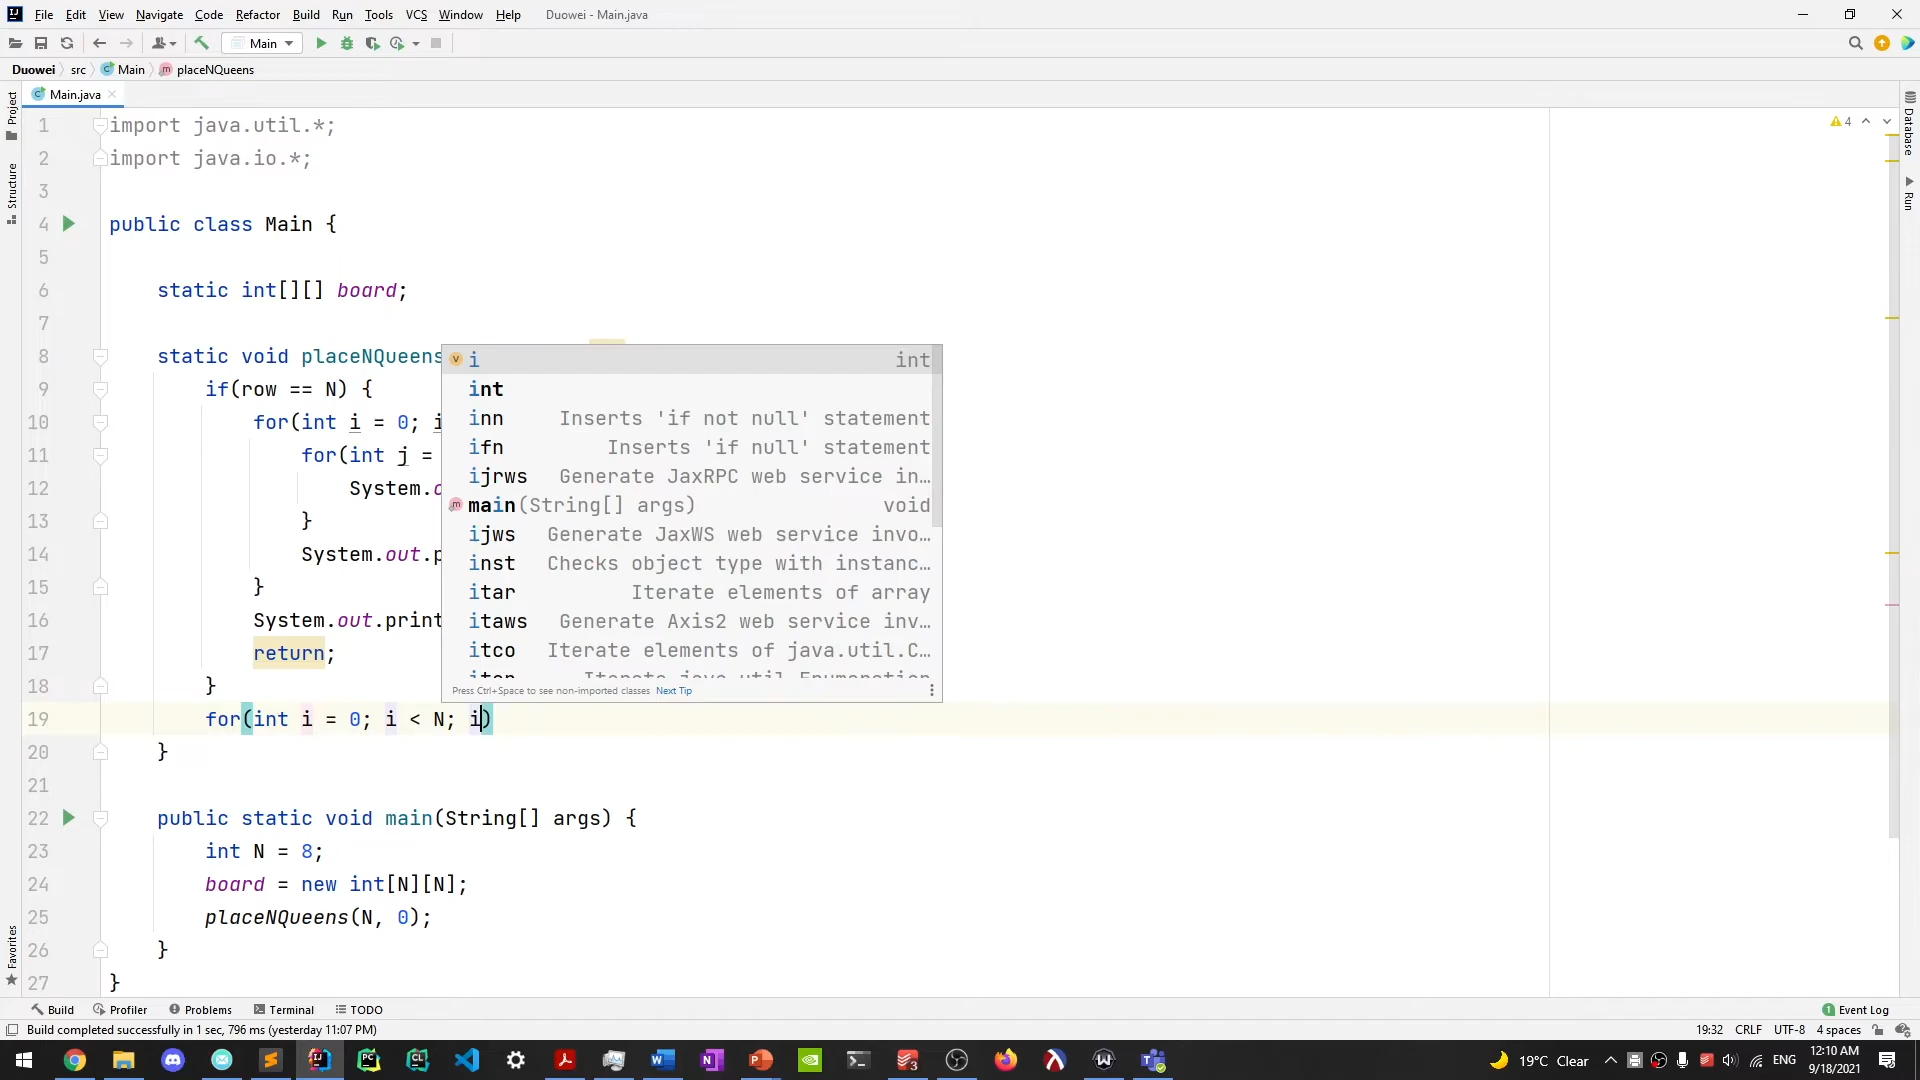 File Edit View Navigate Code Refactor Build Run Tools VCS Window Help Duowei - Main.java
Main
Duowei src Main placeNQueens
Main.java
Project
Structure
Favorites
Database
Run
4
1 import java.util.*;
2 import java.io.*;
3
4 public class Main {
5
6 static int[][] board;
7
8 static void placeNQueens
9 if(row == N) {
10 for(int i = 0; i
11 for(int j =
12 System.o
13 }
14 System.out.p
15 }
16 System.out.print
17 return;
18 }
19 for(int i = 0; i < N; i)
20 }
21
22 public static void main(String[] args) {
23 int N = 8;
24 board = new int[N][N];
25 placeNQueens(N, 0);
26 }
27 }
i int
int
inn Inserts 'if not null' statement
ifn Inserts 'if null' statement
ijrws Generate JaxRPC web service in…
main(String[] args) void
ijws Generate JaxWS web service invo…
inst Checks object type with instanc…
itar Iterate elements of array
itaws Generate Axis2 web service inv…
itco Iterate elements of java.util.C…
Press Ctrl+Space to see non-imported classes Next Tip
Build Profiler Problems Terminal TODO 1 Event Log
Build completed successfully in 1 sec, 796 ms (yesterday 11:07 PM) 19:32 CRLF UTF-8 4 spaces
19°C Clear ENG 12:10 AM
9/18/2021